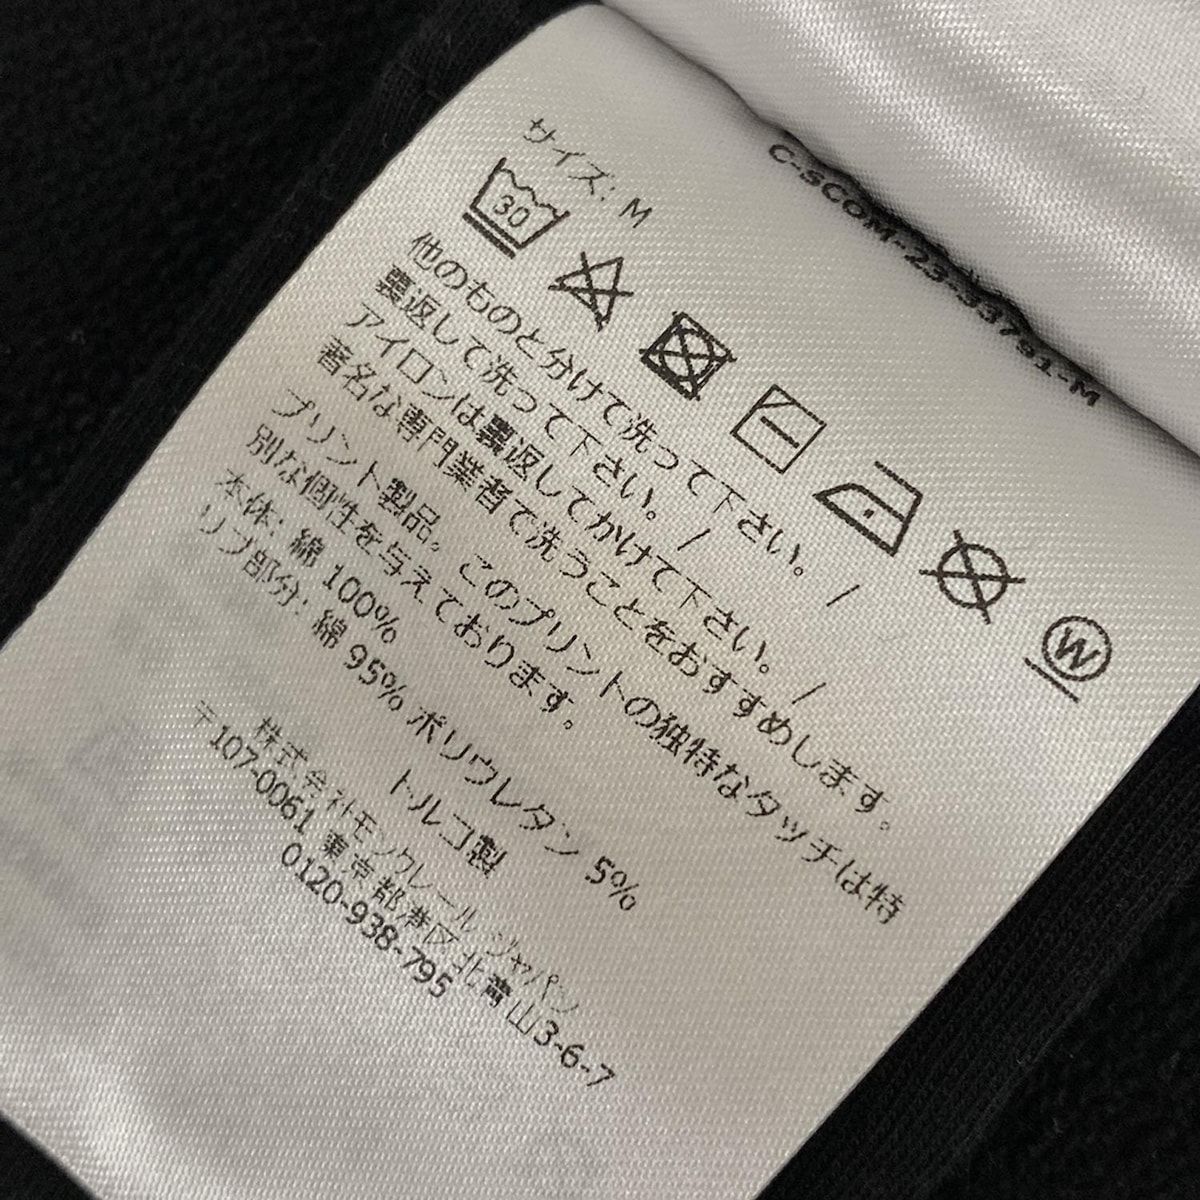 C-SCOM-23-93791-M
サイズ: M
30
W
他のものと分けて洗って下さい。 /
裏返して洗って下さい。 /
アイロンは裏返してかけて下さい。 /
著名な専門業者で洗うことをおすすめします。
プリント製品。このプリントの独特なタッチは特
別な個性を与えております。
本体: 綿 100%
リブ部分: 綿 95% ポリウレタン 5%
トルコ製
株式会社モンクレール ジャパン
〒107-0061 東京都港区北青山3-6-7
0120-938-795